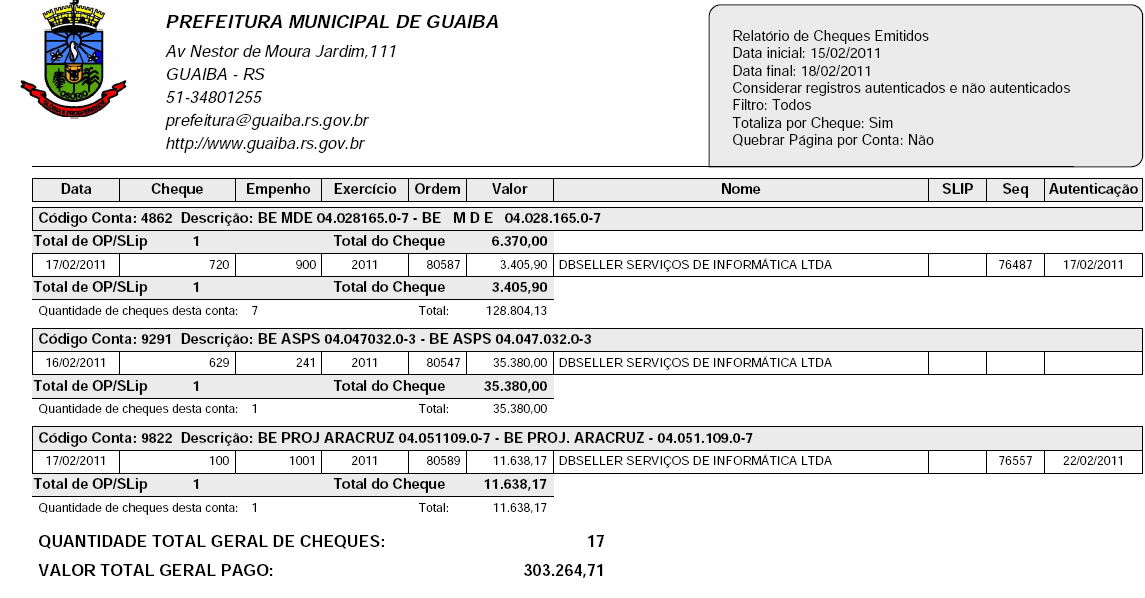 PREFEITURA MUNICIPAL DE GUAIBA
Av Nestor de Moura Jardim,111
GUAIBA - RS
51-34801255
prefeitura@guaiba.rs.gov.br
http://www.guaiba.rs.gov.br
Relatório de Cheques Emitidos
Data inicial: 15/02/2011
Data final: 18/02/2011
Considerar registros autenticados e não autenticados
Filtro: Todos
Totaliza por Cheque: Sim
Quebrar Página por Conta: Não
Data Cheque Empenho Exercício Ordem Valor Nome SLIP Seq Autenticação
Código Conta: 4862 Descrição: BE MDE 04.028165.0-7 - BE M D E 04.028.165.0-7
Total de OP/SLip 1 Total do Cheque 6.370,00
17/02/2011 720 900 2011 80587 3.405,90 DBSELLER SERVIÇOS DE INFORMÁTICA LTDA 76487 17/02/2011
Total de OP/SLip 1 Total do Cheque 3.405,90
Quantidade de cheques desta conta: 7 Total: 128.804,13
Código Conta: 9291 Descrição: BE ASPS 04.047032.0-3 - BE ASPS 04.047.032.0-3
16/02/2011 629 241 2011 80547 35.380,00 DBSELLER SERVIÇOS DE INFORMÁTICA LTDA
Total de OP/SLip 1 Total do Cheque 35.380,00
Quantidade de cheques desta conta: 1 Total: 35.380,00
Código Conta: 9822 Descrição: BE PROJ ARACRUZ 04.051109.0-7 - BE PROJ. ARACRUZ - 04.051.109.0-7
17/02/2011 100 1001 2011 80589 11.638,17 DBSELLER SERVIÇOS DE INFORMÁTICA LTDA 76557 22/02/2011
Total de OP/SLip 1 Total do Cheque 11.638,17
Quantidade de cheques desta conta: 1 Total: 11.638,17
QUANTIDADE TOTAL GERAL DE CHEQUES: 17
VALOR TOTAL GERAL PAGO: 303.264,71